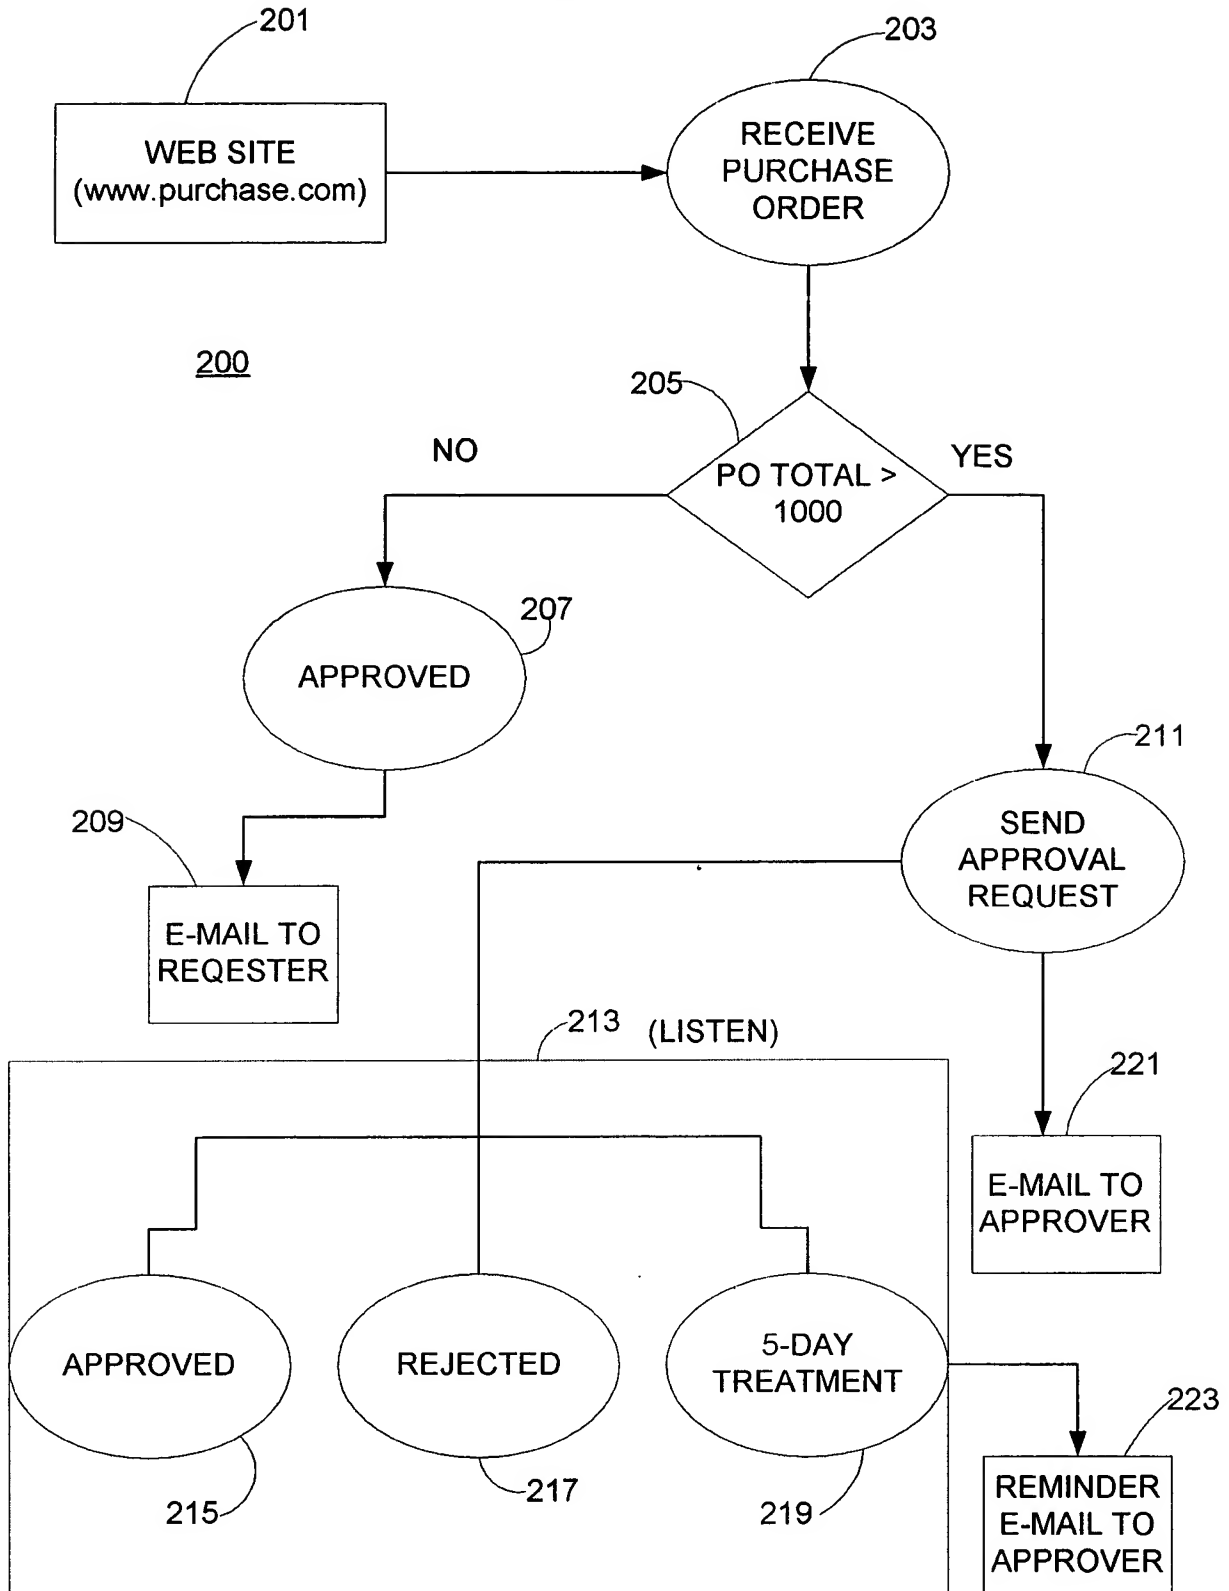 201
203
WEB SITE
(www.purchase.com)
RECEIVE
PURCHASE
ORDER
200
205
NO
YES
PO TOTAL >
1000
207
APPROVED
211
SEND
APPROVAL
REQUEST
209
E-MAIL TO
REQESTER
213
(LISTEN)
221
E-MAIL TO
APPROVER
APPROVED
REJECTED
5-DAY
TREATMENT
223
215
217
219
REMINDER
E-MAIL TO
APPROVER